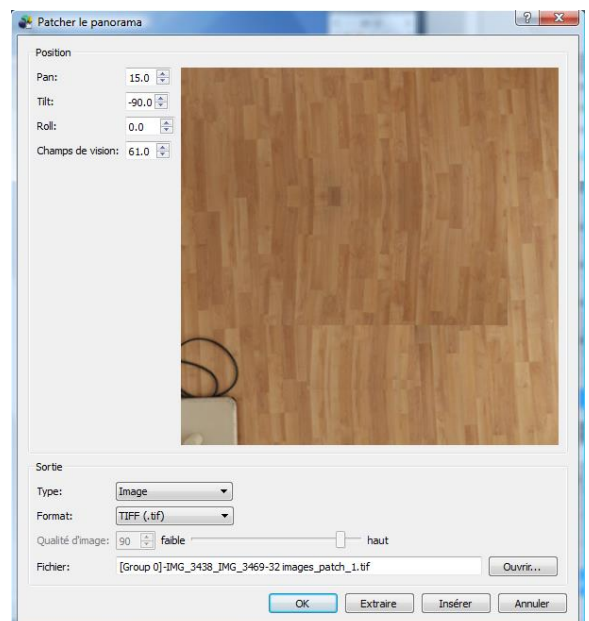 Patcher le panorama
Position
Pan: 15.0
Tilt: -90.0
Roll: 0.0
Champs de vision: 61.0
Sortie
Type: Image
Format: TIFF (.tif)
Qualité d'image: 90 faible haut
Fichier: [Group 0]-IMG_3438_IMG_3469-32 images_patch_1.tif Ouvrir...
OK Extraire Insérer Annuler